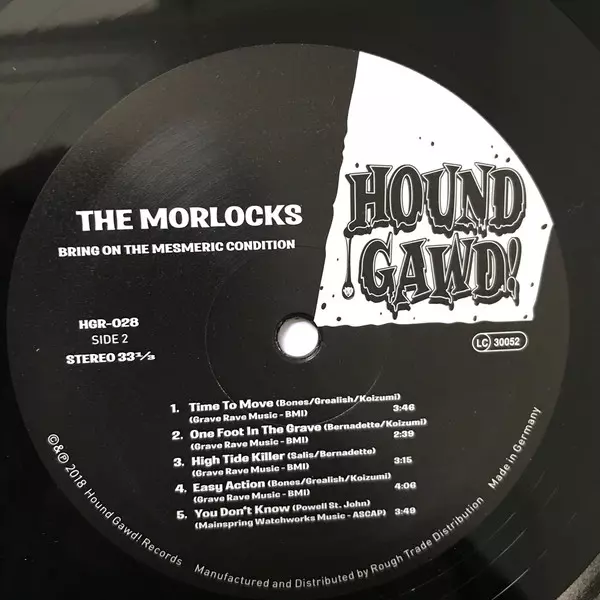 HOUND
GAWD!
THE MORLOCKS
BRING ON THE MESMERIC CONDITION
HGR-028
SIDE 2
STEREO 33⅓
LC 30052
1. Time To Move (Bones/Grealish/Koizumi)
(Grave Rave Music - BMI) 3:46
2. One Foot In The Grave (Bernadette/Koizumi)
(Grave Rave Music - BMI) 2:39
3. High Tide Killer (Salis/Bernadette)
(Grave Rave Music - BMI) 3:15
4. Easy Action (Bones/Grealish/Koizumi)
(Grave Rave Music - BMI) 4:06
5. You Don't Know (Powell St. John)
(Mainspring Watchworks Music - ASCAP) 3:49
©&℗ 2018 Hound Gawd! Records Manufactured and Distributed by Rough Trade Distribution Made in Germany